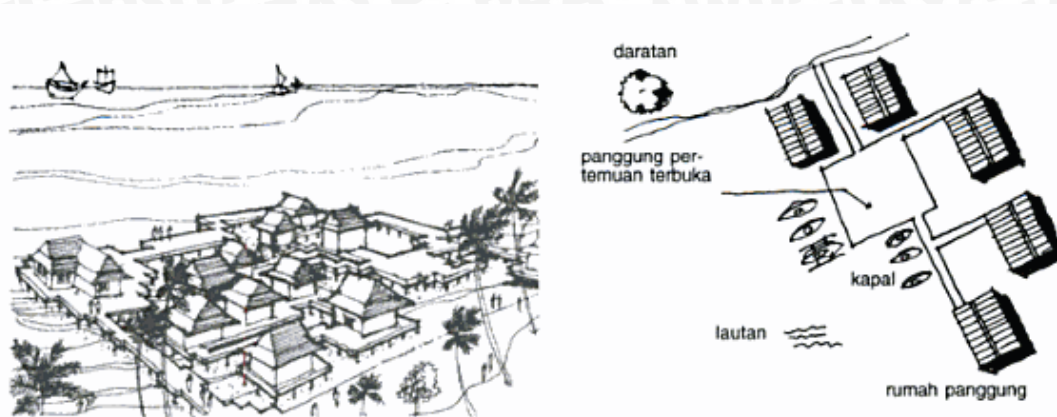 daratan
panggung per-
temuan terbuka
kapal
lautan
rumah panggung